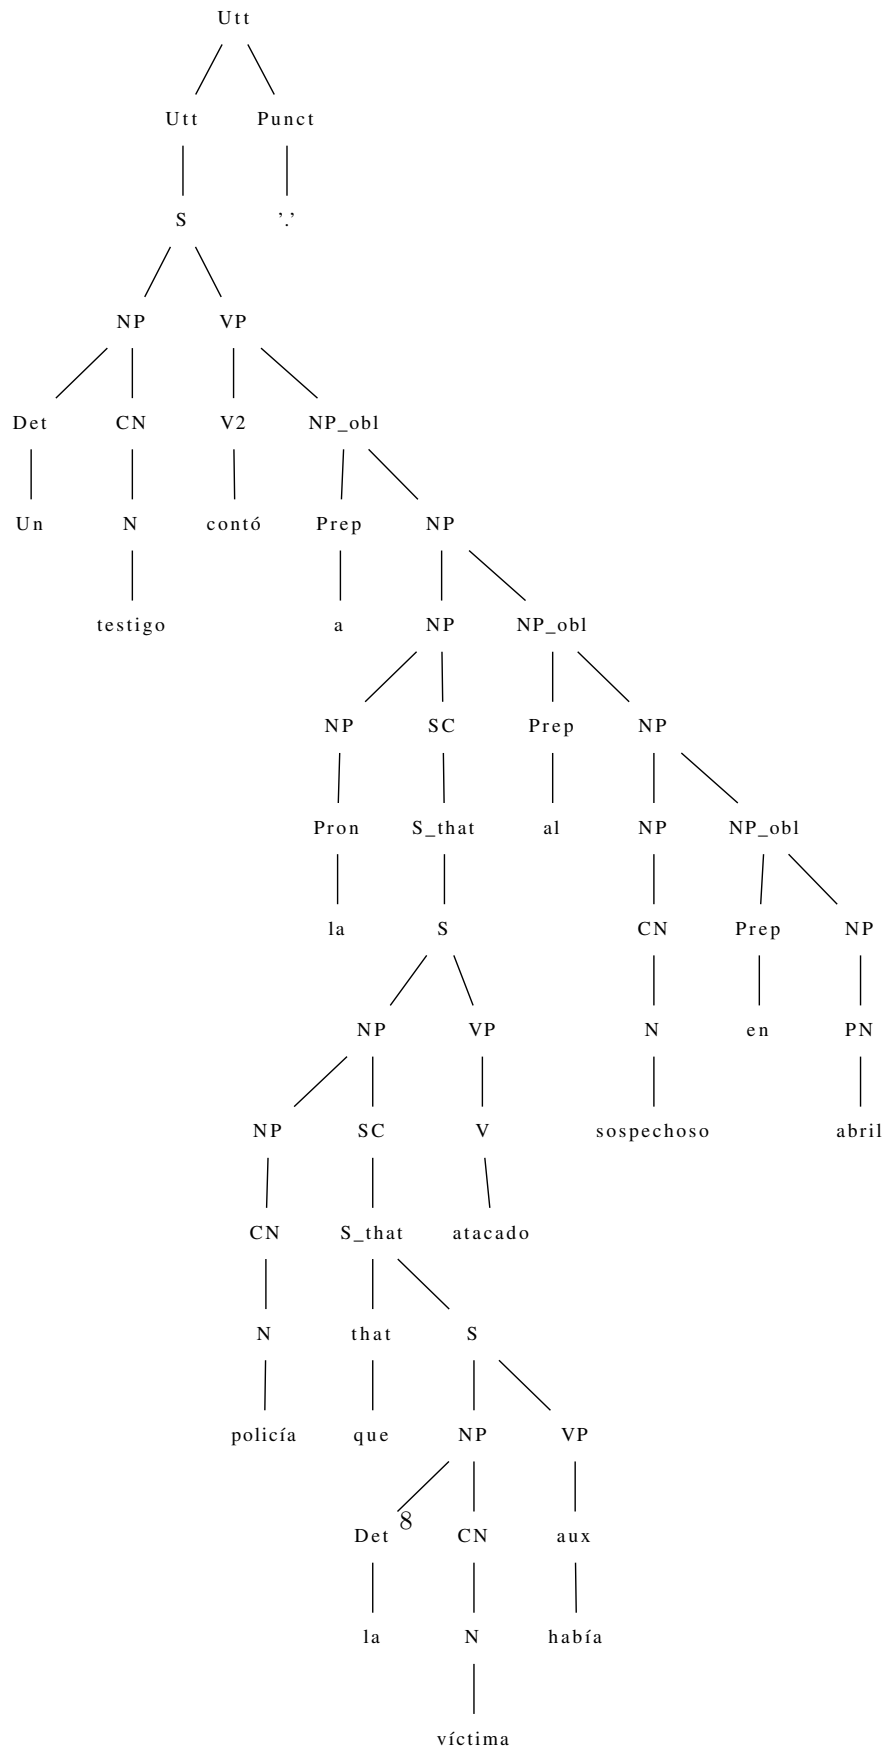 Utt
Utt Punct
S '.'
NP VP
Det CN V2 NP_obl
Un N contó Prep NP
testigo a NP NP_obl
NP SC Prep NP
Pron S_that al NP NP_obl
la S CN Prep NP
NP VP N en PN
NP SC V sospechoso abril
CN S_that atacado
N that S
policía que NP VP
8
Det CN aux
la N había
víctima